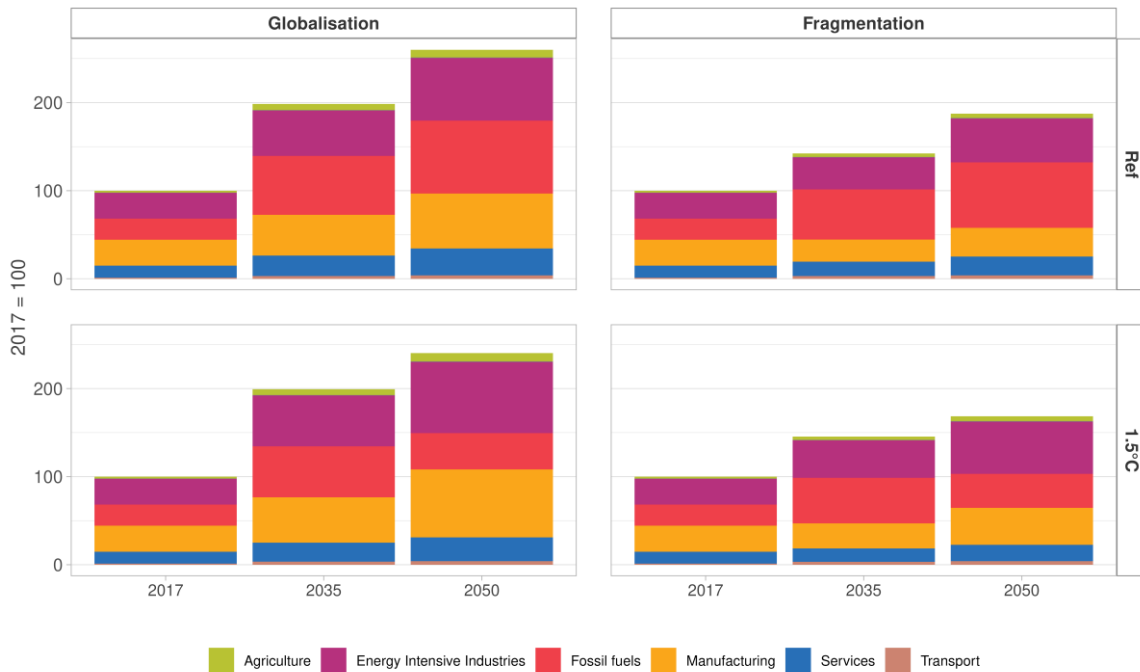 Globalisation Fragmentation
200
100
0
Ref
2017 = 100
200
100
0
1.5°C
2017 2035 2050 2017 2035 2050
Agriculture Energy Intensive Industries Fossil fuels Manufacturing Services Transport